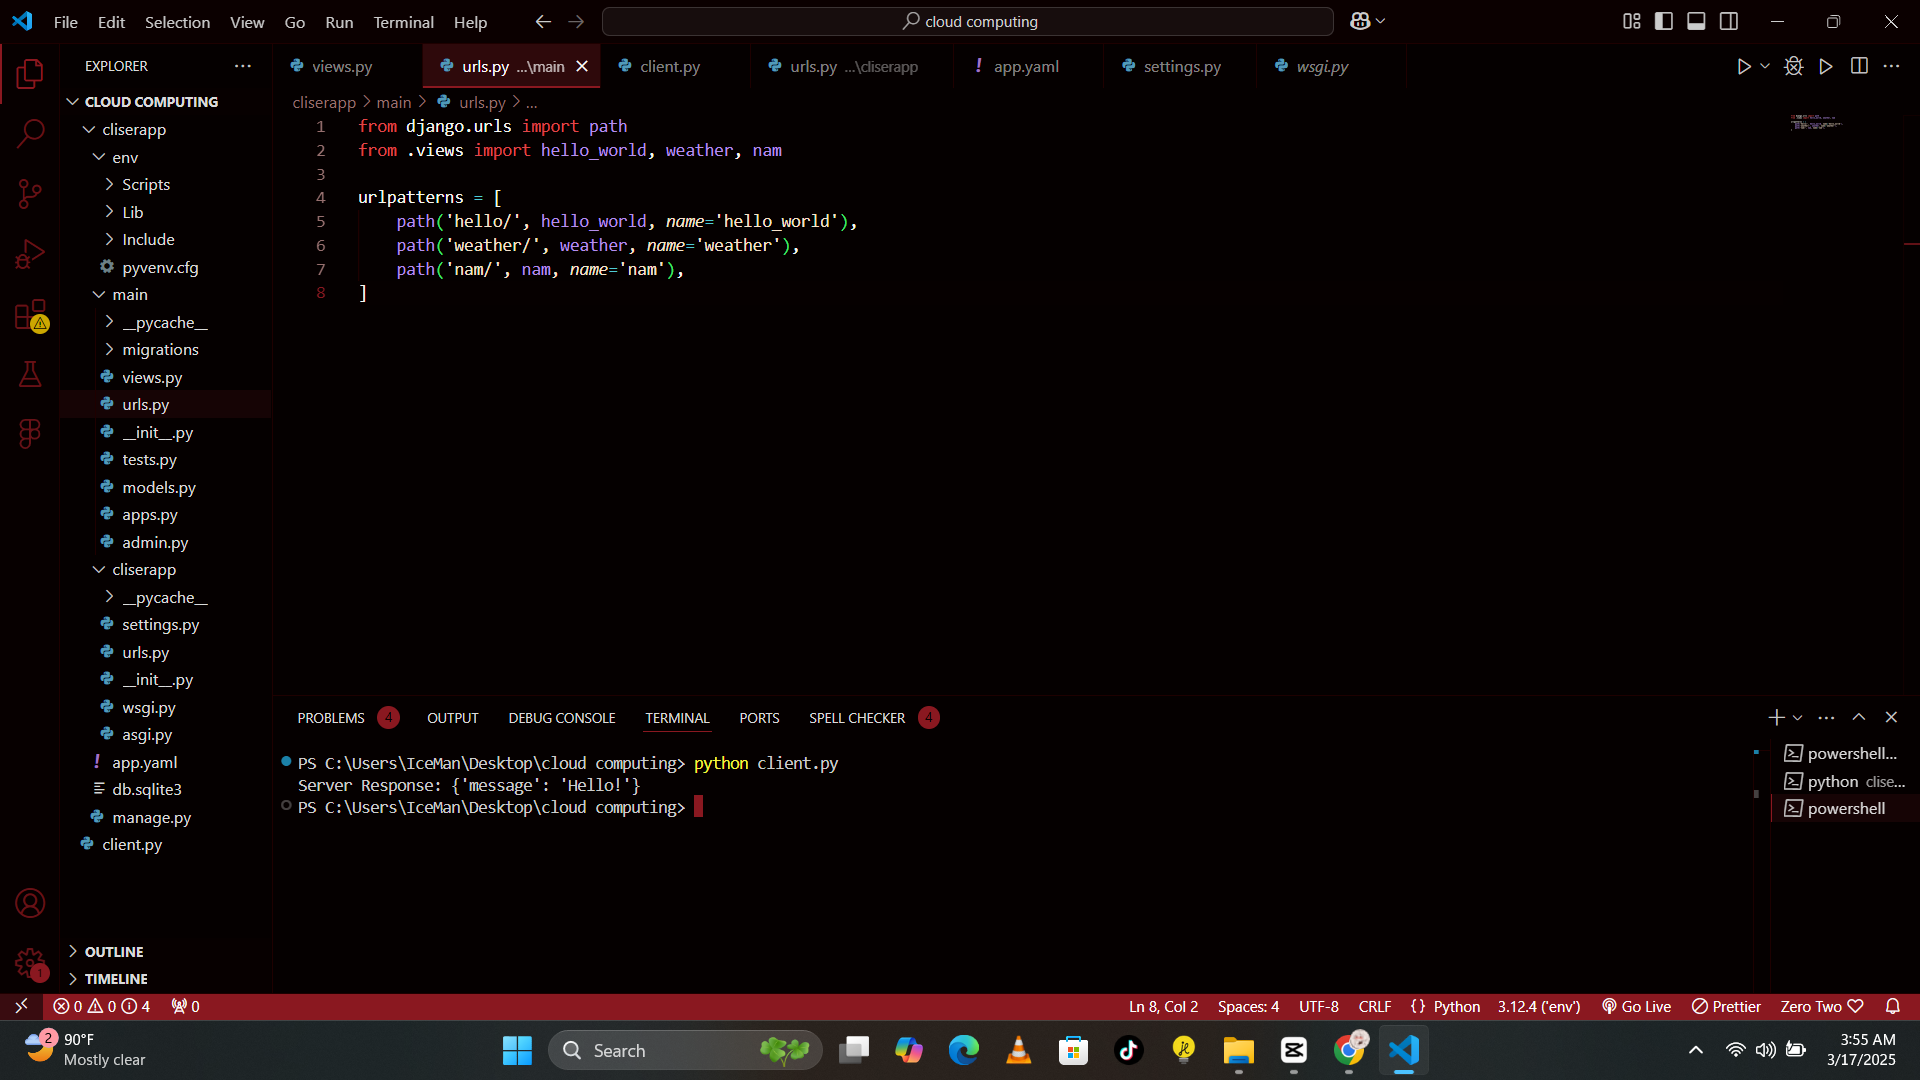 File Edit Selection View Go Run Terminal Help
cloud computing
EXPLORER
CLOUD COMPUTING
cliserapp
env
Scripts
Lib
Include
pyvenv.cfg
main
__pycache__
migrations
views.py
urls.py
__init__.py
tests.py
models.py
apps.py
admin.py
cliserapp
__pycache__
settings.py
urls.py
__init__.py
wsgi.py
asgi.py
app.yaml
db.sqlite3
manage.py
client.py
OUTLINE
TIMELINE
views.py urls.py ...\main client.py urls.py ...\cliserapp ! app.yaml settings.py wsgi.py
cliserapp > main > urls.py > ...
1 from django.urls import path
2 from .views import hello_world, weather, nam
3
4 urlpatterns = [
5 path('hello/', hello_world, name='hello_world'),
6 path('weather/', weather, name='weather'),
7 path('nam/', nam, name='nam'),
8 ]
PROBLEMS 4 OUTPUT DEBUG CONSOLE TERMINAL PORTS SPELL CHECKER 4
PS C:\Users\IceMan\Desktop\cloud computing> python client.py
Server Response: {'message': 'Hello!'}
PS C:\Users\IceMan\Desktop\cloud computing>
powershell...
python clise...
powershell
1
0 0 4 0
Ln 8, Col 2 Spaces: 4 UTF-8 CRLF {} Python 3.12.4 ('env') Go Live Prettier Zero Two
2
90°F
Mostly clear
Search
3:55 AM
3/17/2025